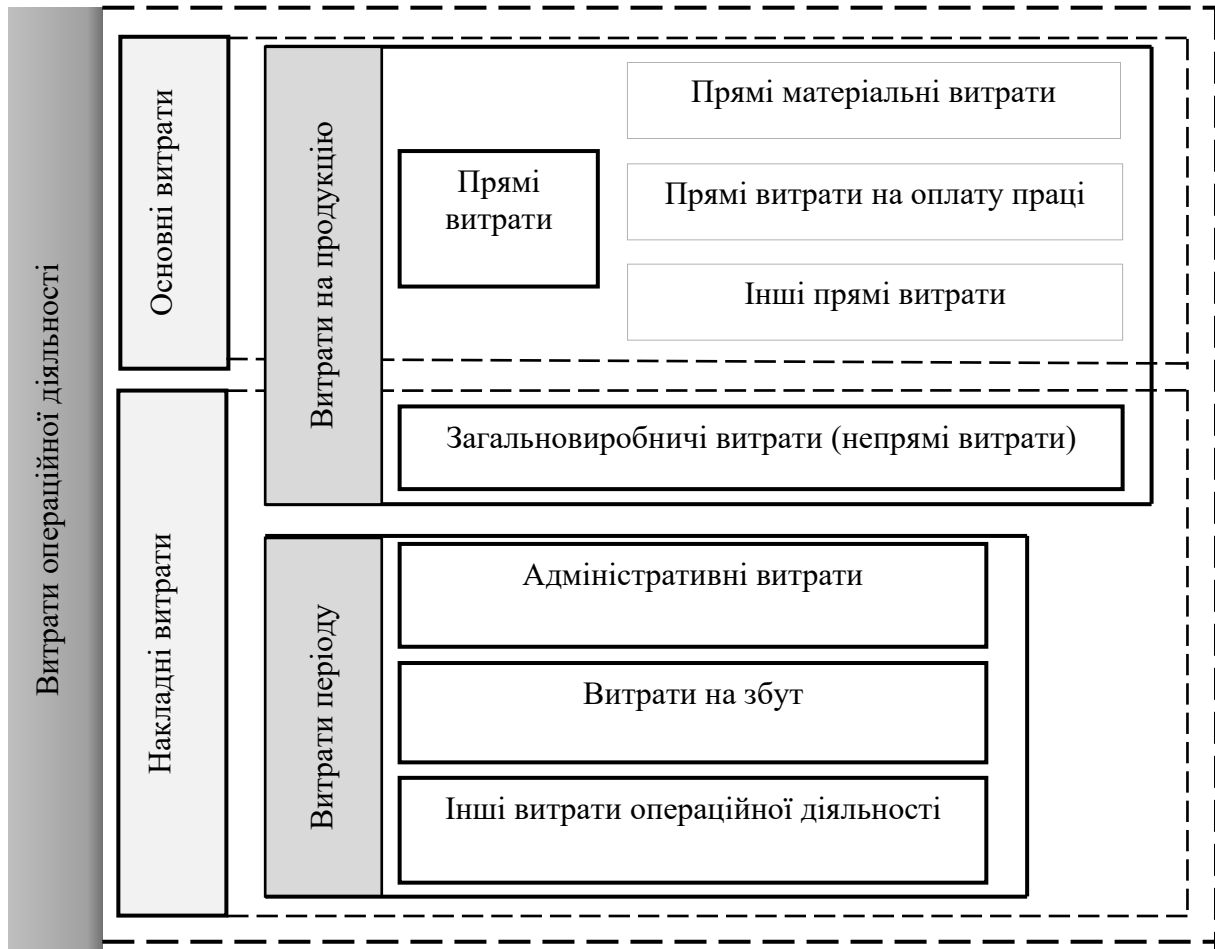 Витрати операційної діяльності
Основні витрати
Витрати на продукцію
Прямі
витрати
Прямі матеріальні витрати
Прямі витрати на оплату праці
Інші прямі витрати
Загальновиробничі витрати (непрямі витрати)
Накладні витрати
Витрати періоду
Адміністративні витрати
Витрати на збут
Інші витрати операційної діяльності